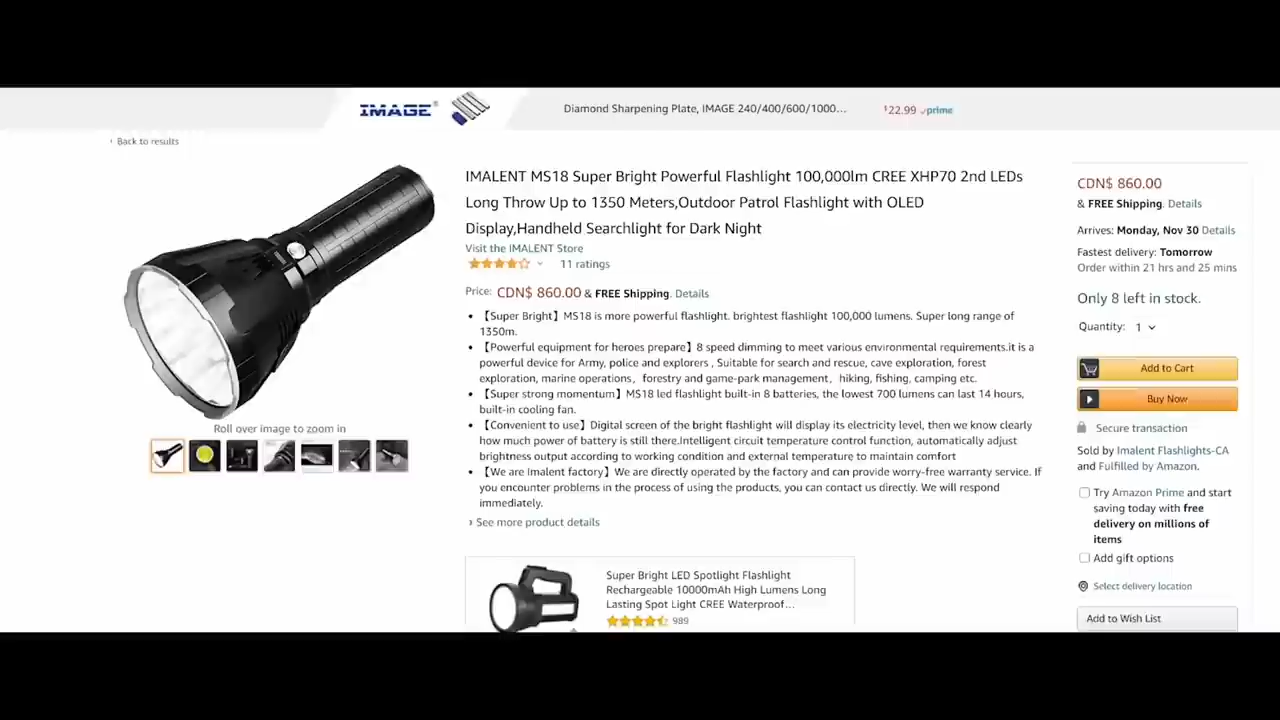 IMAGE®
Diamond Sharpening Plate, IMAGE 240/400/600/1000...
$22.99 prime
‹ Back to results
IMALENT MS18 Super Bright Powerful Flashlight 100,000lm CREE XHP70 2nd LEDs
Long Throw Up to 1350 Meters,Outdoor Patrol Flashlight with OLED
Display,Handheld Searchlight for Dark Night
Visit the IMALENT Store
11 ratings
Price: CDN$ 860.00 & FREE Shipping. Details
• 【Super Bright】MS18 is more powerful flashlight. brightest flashlight 100,000 lumens. Super long range of
1350m.
• 【Powerful equipment for heroes prepare】8 speed dimming to meet various environmental requirements.it is a
powerful device for Army, police and explorers , Suitable for search and rescue, cave exploration, forest
exploration, marine operations，forestry and game-park management，hiking, fishing, camping etc.
• 【Super strong momentum】MS18 led flashlight built-in 8 batteries, the lowest 700 lumens can last 14 hours,
built-in cooling fan.
• 【Convenient to use】Digital screen of the bright flashlight will display its electricity level, then we know clearly
how much power of battery is still there.Intelligent circuit temperature control function, automatically adjust
brightness output according to working condition and external temperature to maintain comfort
• 【We are Imalent factory】We are directly operated by the factory and can provide worry-free warranty service. If
you encounter problems in the process of using the products, you can contact us directly. We will respond
immediately.
› See more product details
Roll over image to zoom in
Super Bright LED Spotlight Flashlight
Rechargeable 10000mAh High Lumens Long
Lasting Spot Light CREE Waterproof...
989
CDN$ 860.00
& FREE Shipping. Details
Arrives: Monday, Nov 30 Details
Fastest delivery: Tomorrow
Order within 21 hrs and 25 mins
Only 8 left in stock.
Quantity: 1
Add to Cart
Buy Now
Secure transaction
Sold by Imalent Flashlights-CA
and Fulfilled by Amazon.
Try Amazon Prime and start
saving today with free
delivery on millions of
items
Add gift options
Select delivery location
Add to Wish List